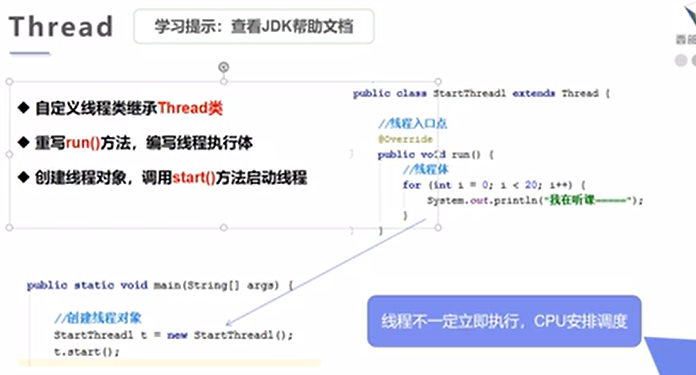 Thread
学习提示：查看JDK帮助文档
◆ 自定义线程类继承Thread类
◆ 重写run()方法，编写线程执行体
◆ 创建线程对象，调用start()方法启动线程
public class StartThread1 extends Thread {
//线程入口点
@Override
public void run() {
//线程体
for (int i = 0; i < 20; i++) {
System.out.println("我在听课=====");
}
}
public static void main(String[] args) {
//创建线程对象
StartThread1 t = new StartThread1();
t.start();
线程不一定立即执行，CPU安排调度